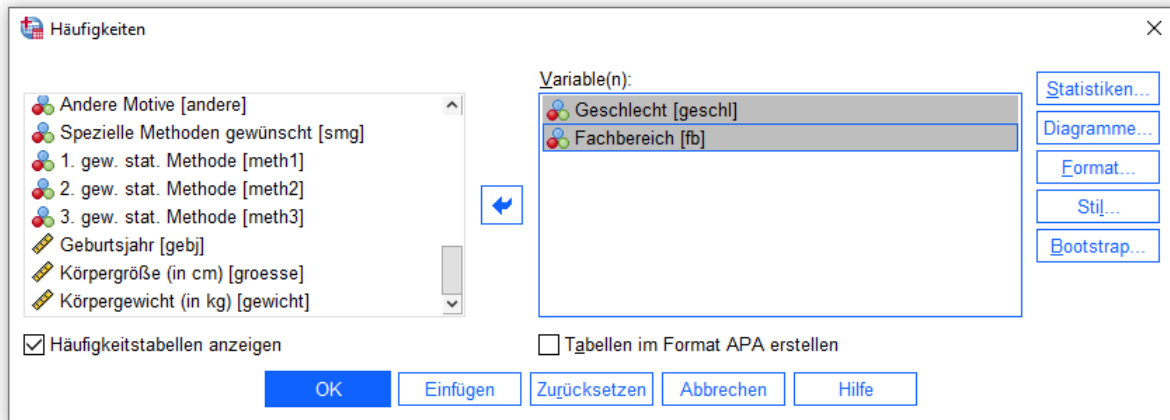 Häufigkeiten
Andere Motive [andere]
Spezielle Methoden gewünscht [smg]
1. gew. stat. Methode [meth1]
2. gew. stat. Methode [meth2]
3. gew. stat. Methode [meth3]
Geburtsjahr [gebj]
Körpergröße (in cm) [groesse]
Körpergewicht (in kg) [gewicht]
Häufigkeitstabellen anzeigen
Variable(n):
Geschlecht [geschl]
Fachbereich [fb]
Tabellen im Format APA erstellen
Statistiken...
Diagramme...
Format...
Stil...
Bootstrap...
OK
Einfügen
Zurücksetzen
Abbrechen
Hilfe